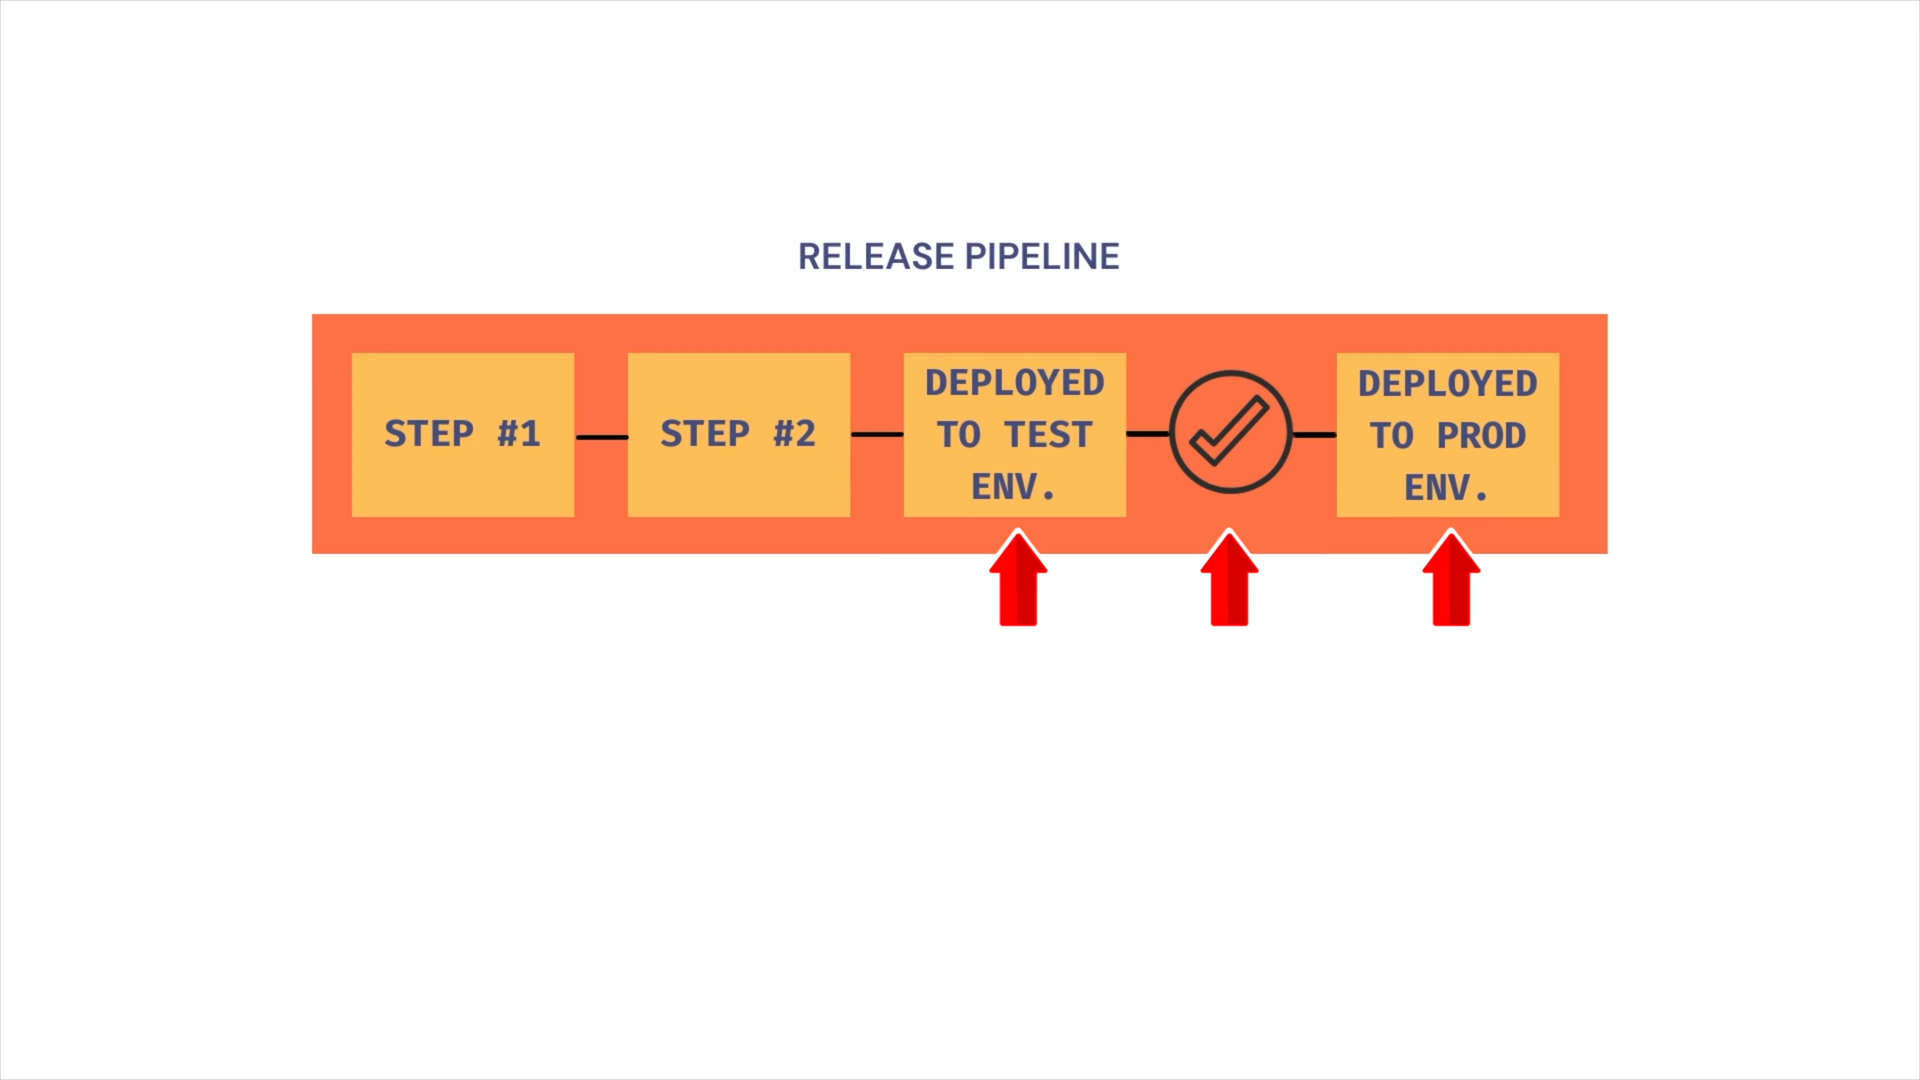 RELEASE PIPELINE
STEP #1
STEP #2
DEPLOYED
TO TEST
ENV.
DEPLOYED
TO PROD
ENV.